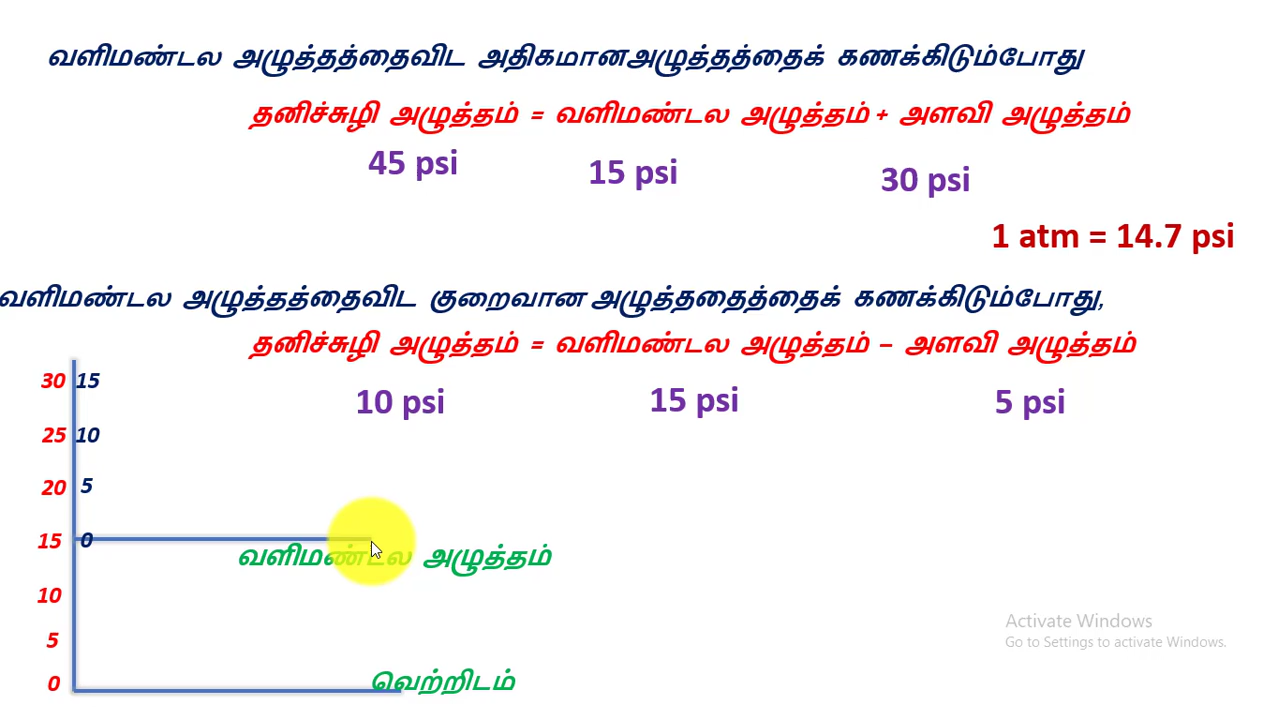 வளிமண்டல அழுத்தத்தைவிட அதிகமானஅழுத்தத்தைக் கணக்கிடும்போது
தனிச்சுழி அழுத்தம் = வளிமண்டல அழுத்தம் + அளவி அழுத்தம்
45 psi 15 psi 30 psi
1 atm = 14.7 psi
வளிமண்டல அழுத்தத்தைவிட குறைவான அழுத்ததைத்தைக் கணக்கிடும்போது,
தனிச்சுழி அழுத்தம் = வளிமண்டல அழுத்தம் – அளவி அழுத்தம்
10 psi 15 psi 5 psi
30 15
25 10
20 5
15 0
வளிமண்டல அழுத்தம்
10
5
0
வெற்றிடம்
Activate Windows
Go to Settings to activate Windows.